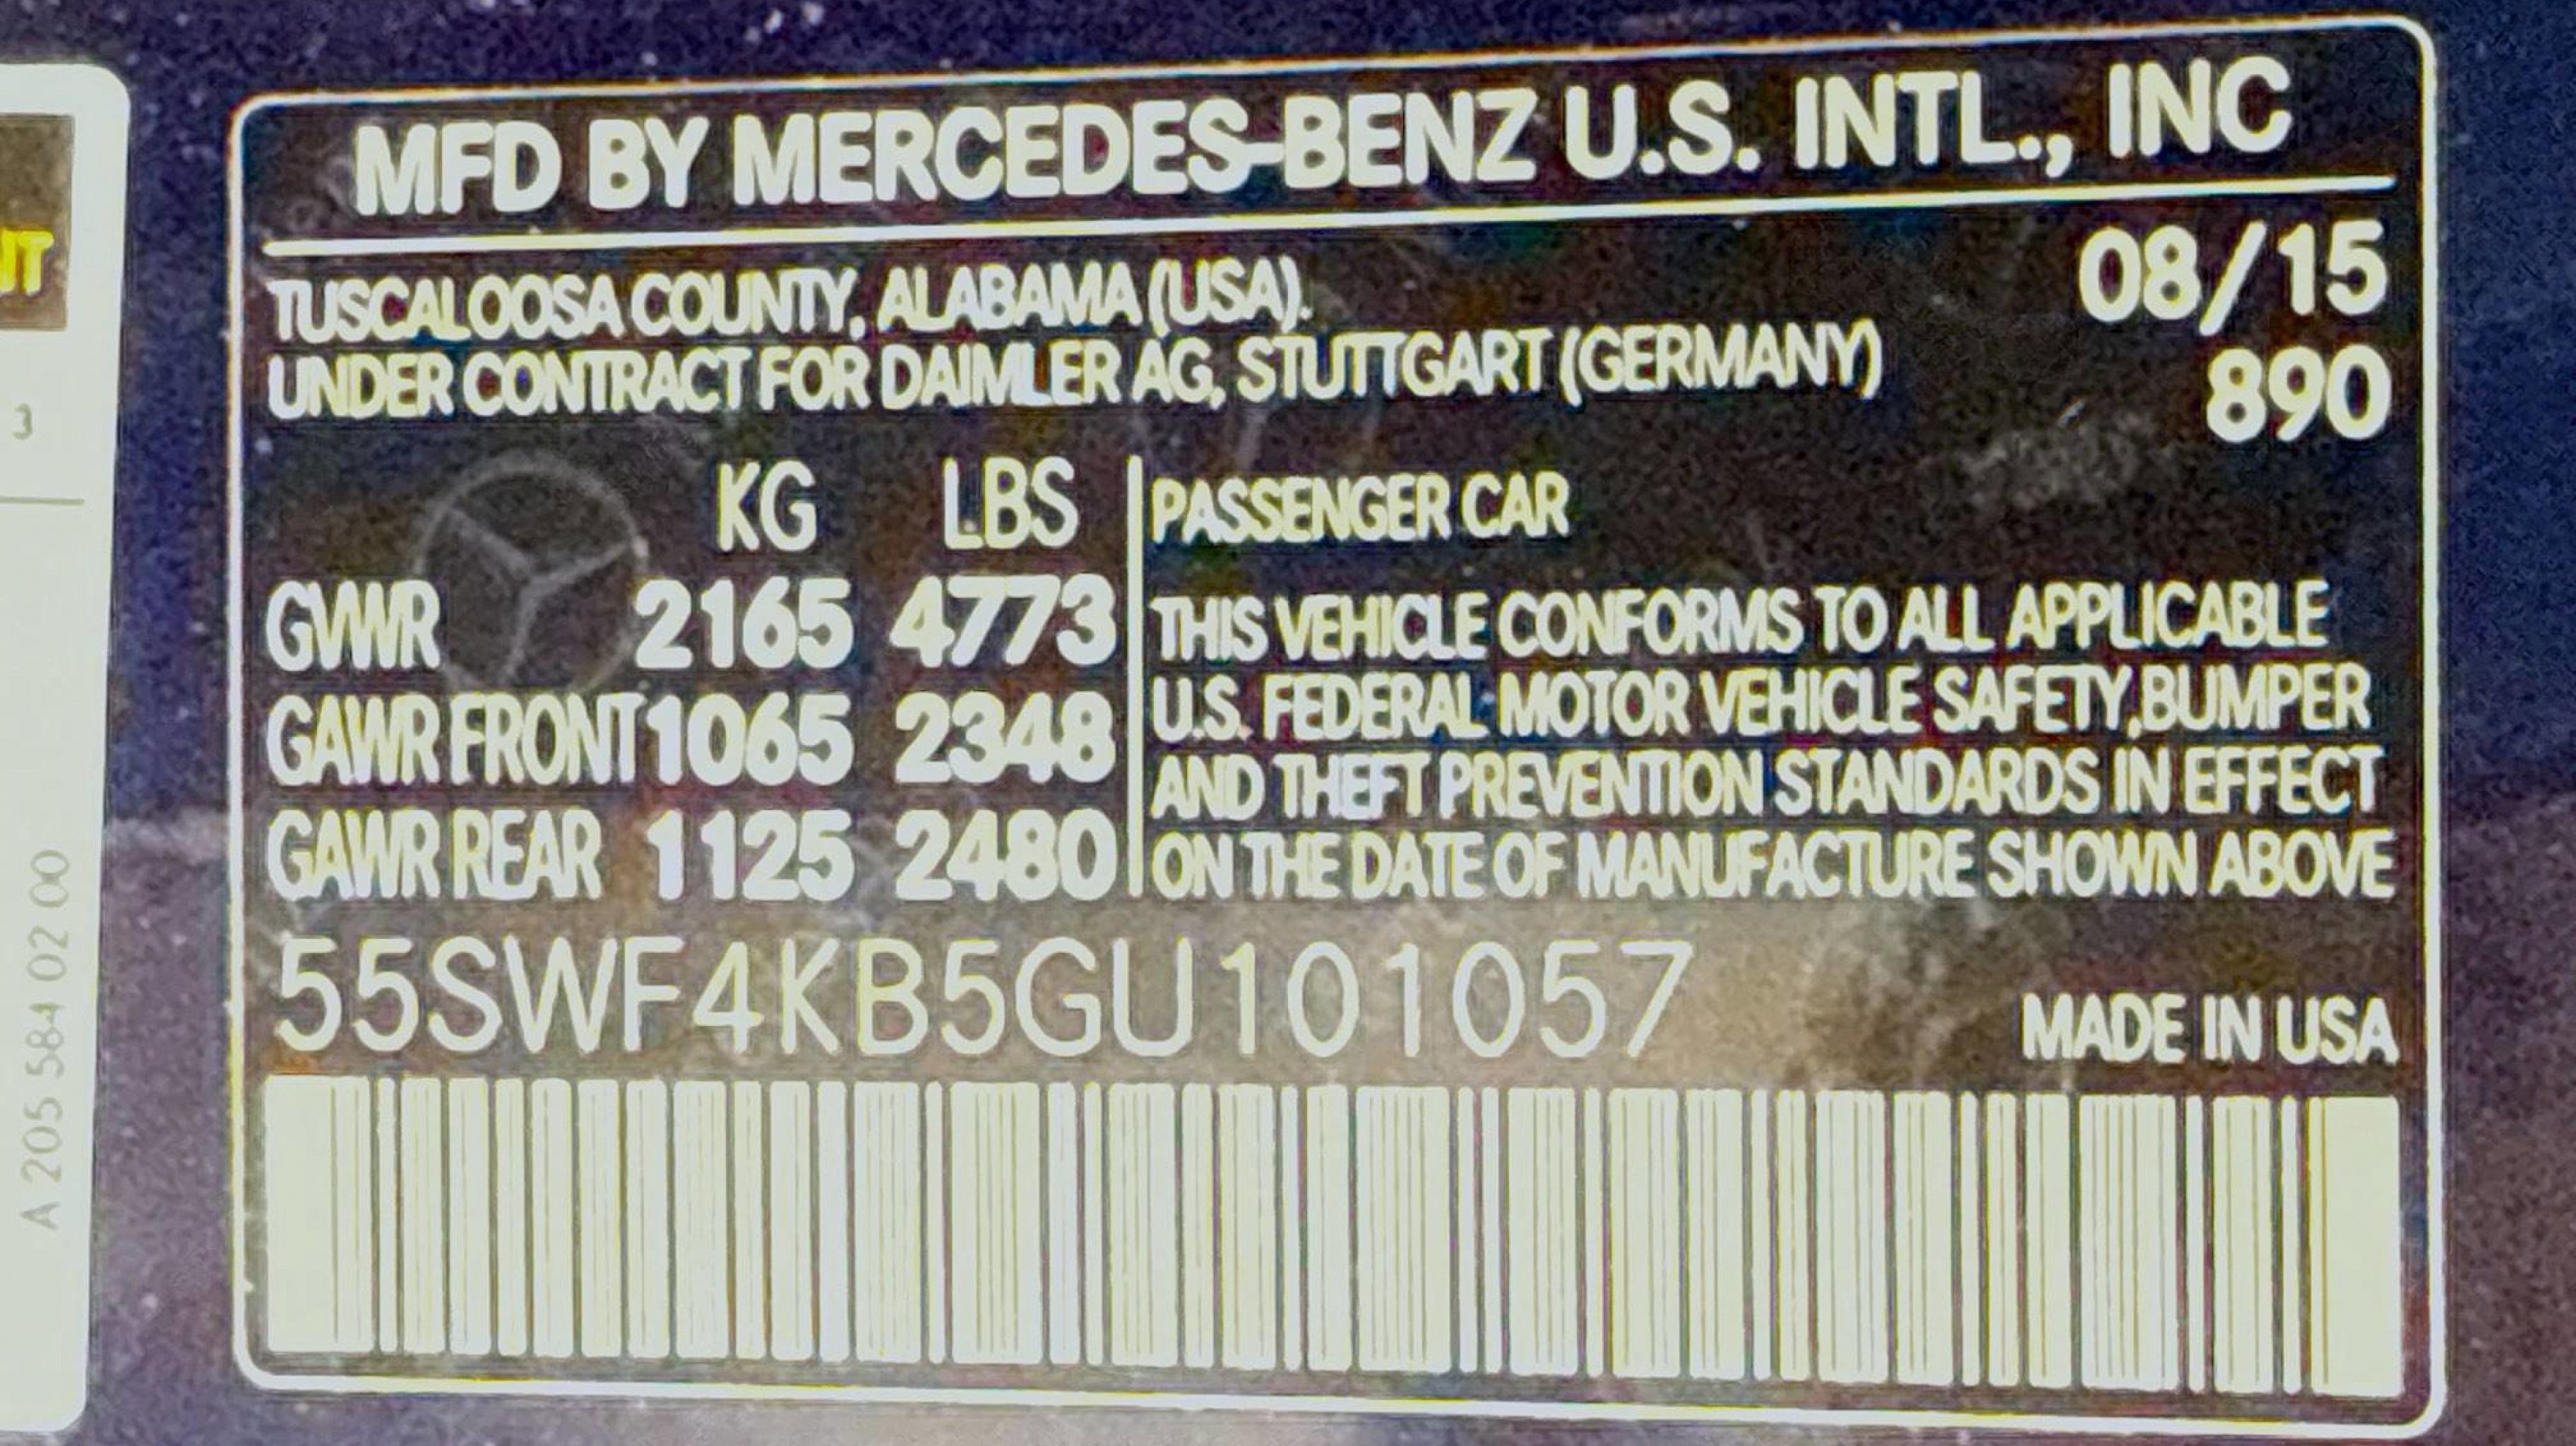 MFD BY MERCEDES-BENZ U.S. INTL., INC
TUSCALOOSA COUNTY, ALABAMA (USA).
08/15
UNDER CONTRACT FOR DAIMLER AG, STUTTGART (GERMANY)
890
KG LBS
GVWR 2165 4773
GAWR FRONT 1065 2348
GAWR REAR 1125 2480
PASSENGER CAR
THIS VEHICLE CONFORMS TO ALL APPLICABLE
U.S. FEDERAL MOTOR VEHICLE SAFETY,BUMPER
AND THEFT PREVENTION STANDARDS IN EFFECT
ON THE DATE OF MANUFACTURE SHOWN ABOVE
55SWF4KB5GU101057
MADE IN USA
A 205 584 02 00